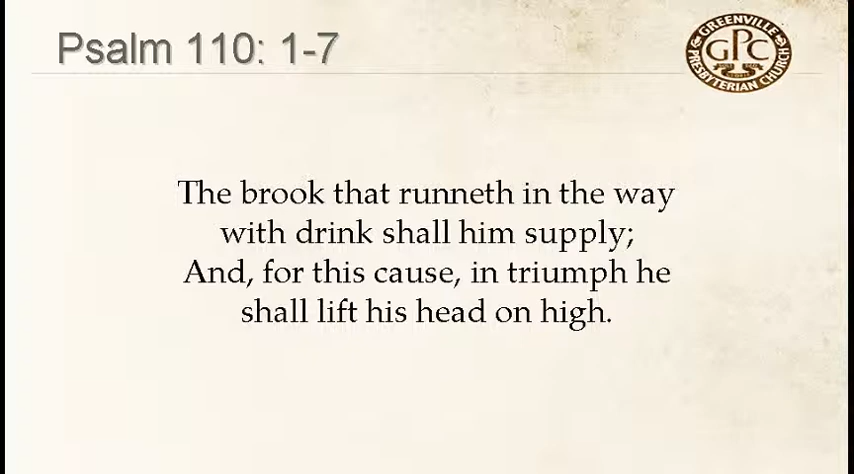 Psalm 110: 1-7
GREENVILLE
GPC
PRESBYTERIAN CHURCH
The brook that runneth in the way
with drink shall him supply;
And, for this cause, in triumph he
shall lift his head on high.